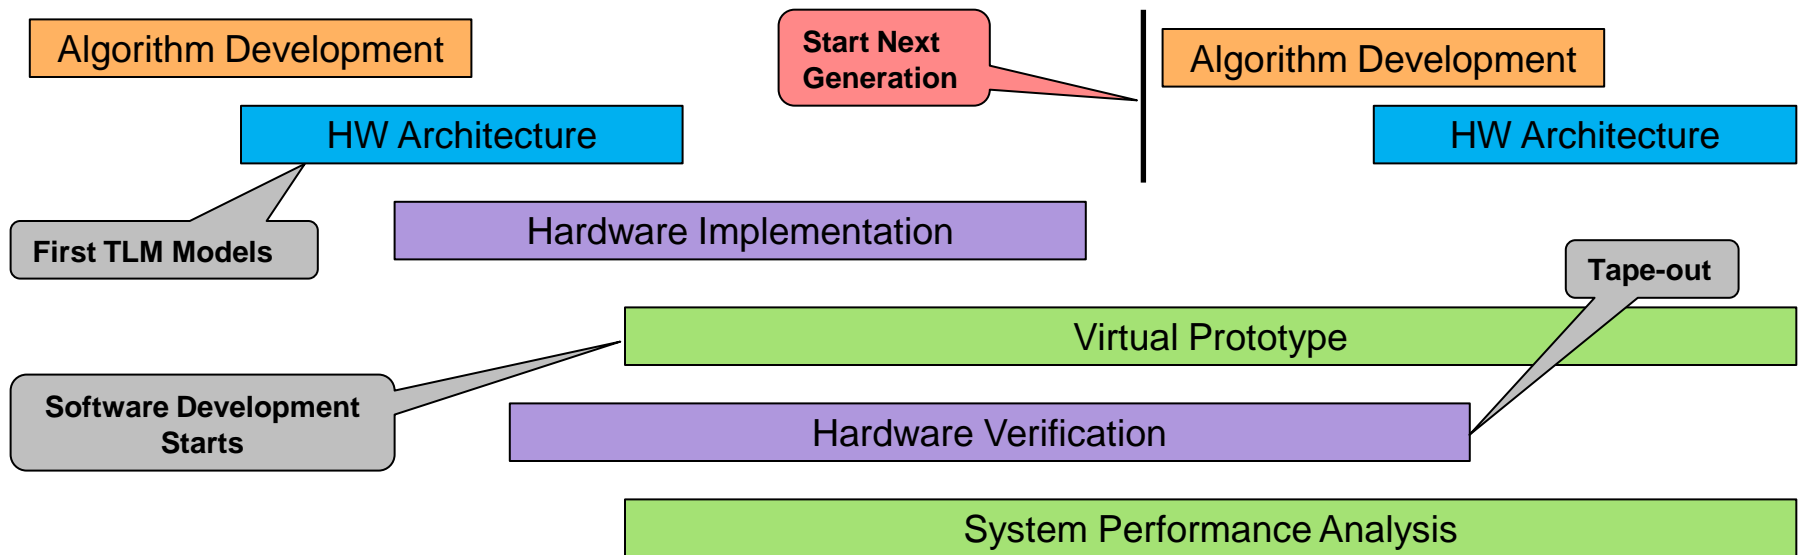 Algorithm Development
Start Next
Generation
Algorithm Development
HW Architecture
HW Architecture
First TLM Models
Hardware Implementation
Tape-out
Virtual Prototype
Software Development
Starts
Hardware Verification
System Performance Analysis